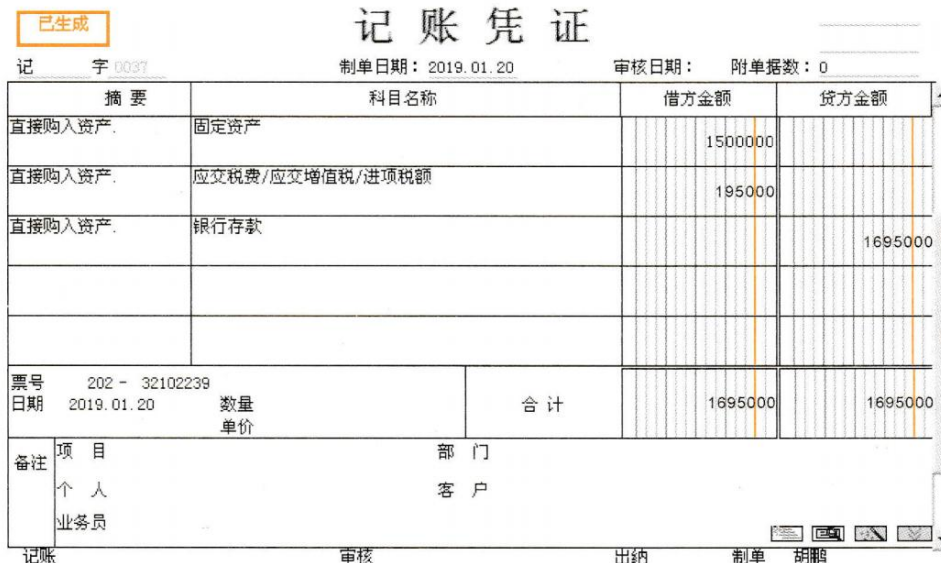 已生成
记账凭证
记 字 0037 制单日期：2019.01.20 审核日期： 附单据数：0
摘要 科目名称 借方金额 贷方金额
直接购入资产. 固定资产 1500000
直接购入资产. 应交税费/应交增值税/进项税额 195000
直接购入资产. 银行存款 1695000
票号 202 - 32102239
日期 2019.01.20 数量 合计 1695000 1695000
单价
备注 项目 部门
个人 客户
业务员
记账 审核 出纳 制单 胡鹏